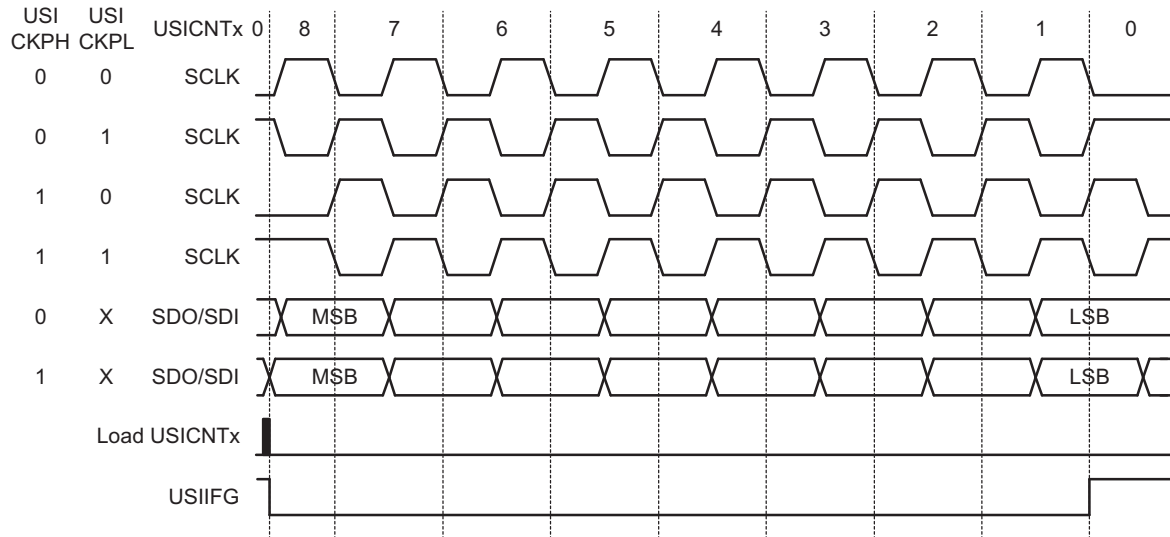 USI USI
CKPH CKPL USICNTx 0 8 7 6 5 4 3 2 1 0
0 0 SCLK
0 1 SCLK
1 0 SCLK
1 1 SCLK
0 X SDO/SDI MSB LSB
1 X SDO/SDI MSB LSB
Load USICNTx
USIIFG